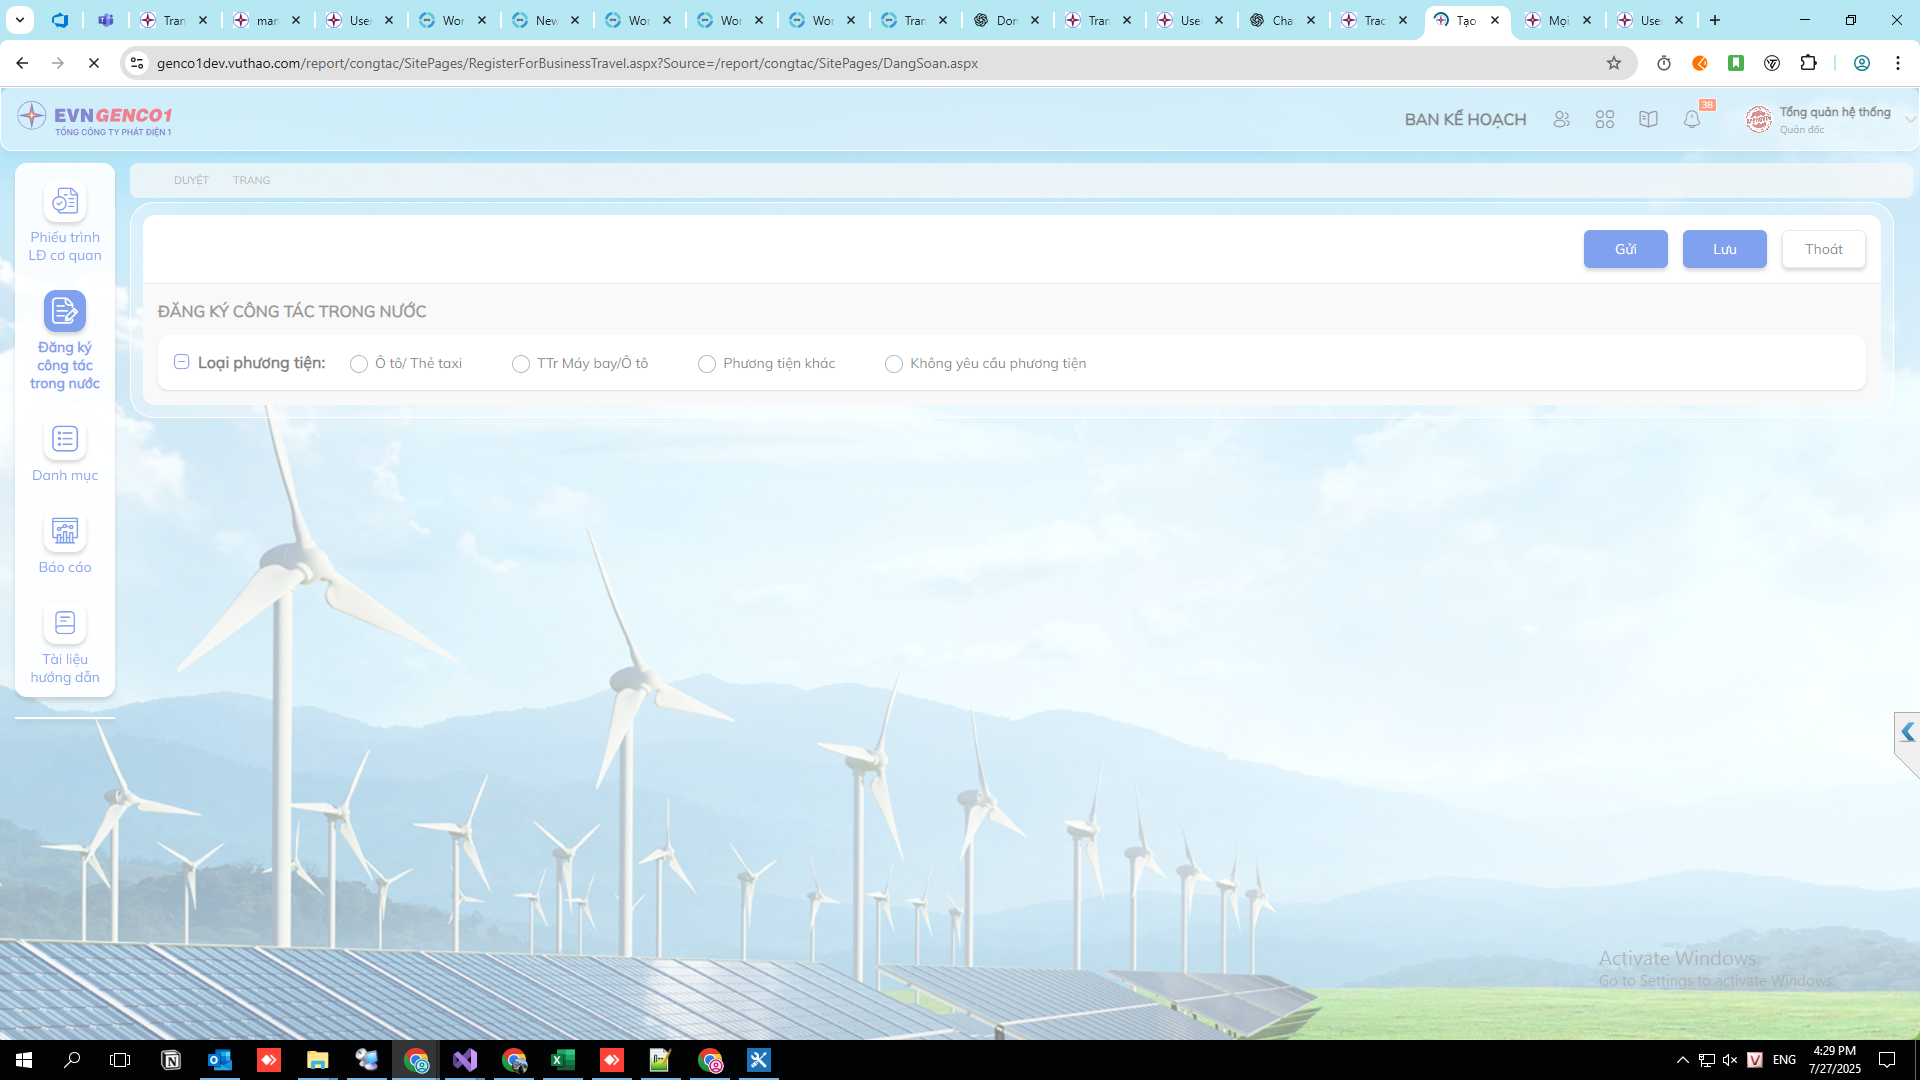 Tran
man
User
Wor
New
Wor
Wor
Wor
Tran
Don
Tran
User
Cha
Trac
Tạo
Mọi
User
genco1dev.vuthao.com/report/congtac/SitePages/RegisterForBusinessTravel.aspx?Source=/report/congtac/SitePages/DangSoan.aspx
EVNGENCO1
TỔNG CÔNG TY PHÁT ĐIỆN 1
BAN KẾ HOẠCH
38
Tổng quản hệ thống
Quản đốc
DUYỆT TRANG
Phiếu trình
LĐ cơ quan
Đăng ký
công tác
trong nước
Danh mục
Báo cáo
Tài liệu
hướng dẫn
Gửi Lưu Thoát
ĐĂNG KÝ CÔNG TÁC TRONG NƯỚC
Loại phương tiện: Ô tô/ Thẻ taxi TTr Máy bay/Ô tô Phương tiện khác Không yêu cầu phương tiện
Activate Windows
Go to Settings to activate Windows.
ENG
4:29 PM
7/27/2025